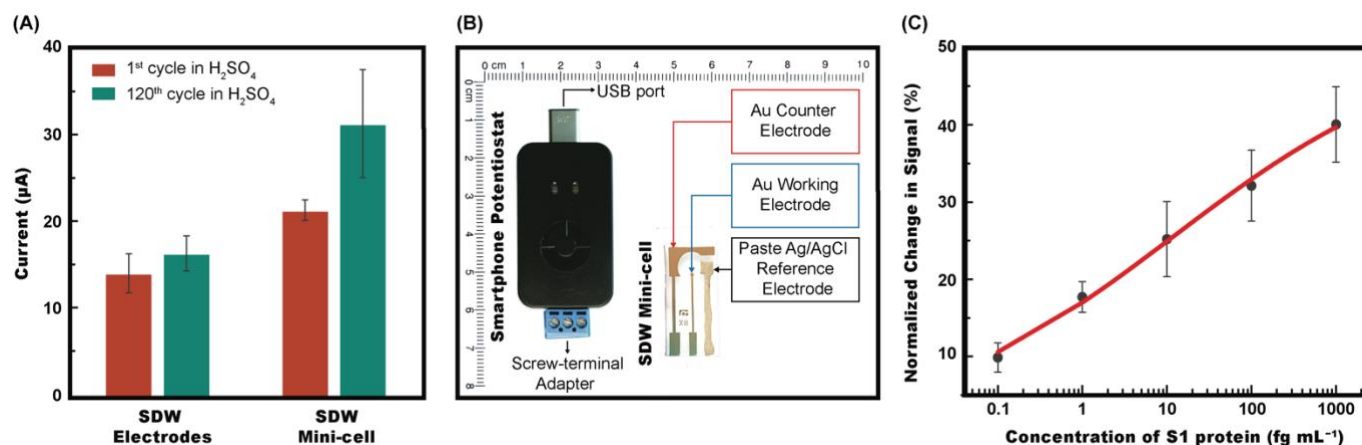 (A)
40
30
20
10
0
Current (µA)
1st cycle in H₂SO₄
120th cycle in H₂SO₄
SDW
Electrodes
SDW
Mini-cell
(B)
0 cm 1 2 3 4 5 6 7 8 9 10
0 cm
1
2
3
4
5
6
7
8
USB port
Smartphone Potentiostat
Screw-terminal
Adapter
SDW Mini-cell
Au Counter
Electrode
Au Working
Electrode
Paste Ag/AgCl
Reference
Electrode
(C)
50
40
30
20
10
Normalized Change in Signal (%)
0.1 1 10 100 1000
Concentration of S1 protein (fg mL⁻¹)